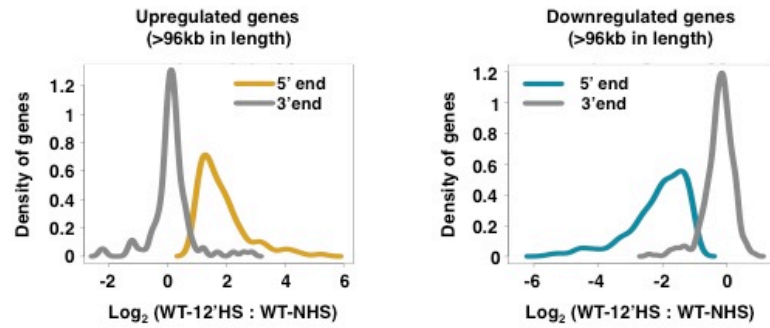 Upregulated genes
(>96kb in length)
Density of genes
1.2
1
0.8
0.6
0.4
0.2
0
5' end
3'end
-2
0
2
4
6
Log₂ (WT-12'HS : WT-NHS)
Downregulated genes
(>96kb in length)
Density of genes
1.2
1
0.8
0.6
0.4
0.2
0
5' end
3'end
-6
-4
-2
0
Log₂ (WT-12'HS : WT-NHS)